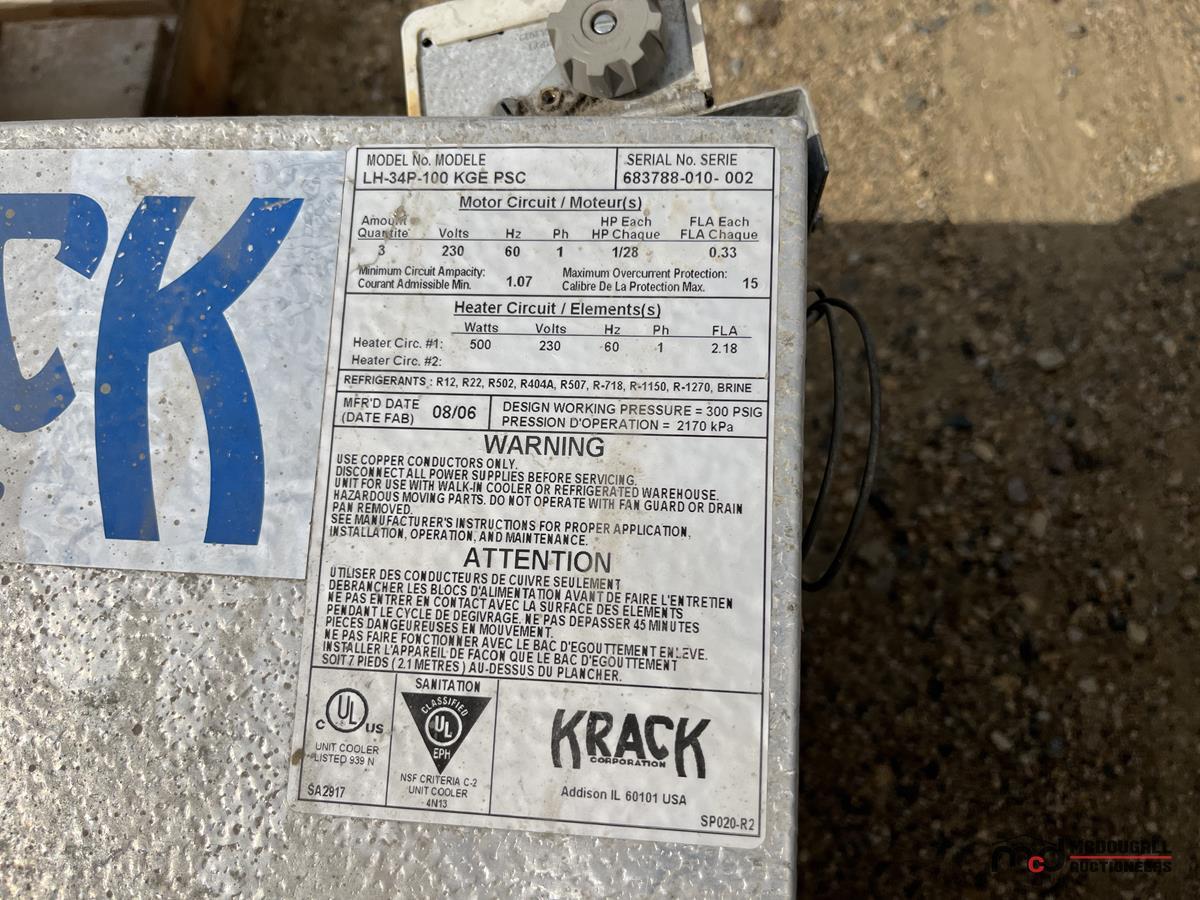 CK
MODEL No. MODELE
LH-34P-100 KGE PSC
SERIAL No. SERIE
683788-010- 002
Motor Circuit / Moteur(s)
Amount Quantite Volts Hz Ph HP Each HP Chaque FLA Each FLA Chaque
3 230 60 1 1/28 0.33
Minimum Circuit Ampacity:
Courant Admissible Min. 1.07
Maximum Overcurrent Protection:
Calibre De La Protection Max. 15
Heater Circuit / Elements(s)
Watts Volts Hz Ph FLA
Heater Circ. #1: 500 230 60 1 2.18
Heater Circ. #2:
REFRIGERANTS : R12, R22, R502, R404A, R507, R-718, R-1150, R-1270, BRINE
MFR'D DATE
(DATE FAB) 08/06
DESIGN WORKING PRESSURE = 300 PSIG
PRESSION D'OPERATION = 2170 kPa
WARNING
USE COPPER CONDUCTORS ONLY.
DISCONNECT ALL POWER SUPPLIES BEFORE SERVICING.
UNIT FOR USE WITH WALK-IN COOLER OR REFRIGERATED WAREHOUSE.
HAZARDOUS MOVING PARTS. DO NOT OPERATE WITH FAN GUARD OR DRAIN
PAN REMOVED.
SEE MANUFACTURER'S INSTRUCTIONS FOR PROPER APPLICATION,
INSTALLATION, OPERATION, AND MAINTENANCE.
ATTENTION
UTILISER DES CONDUCTEURS DE CUIVRE SEULEMENT
DEBRANCHER LES BLOCS D'ALIMENTATION AVANT DE FAIRE L'ENTRETIEN
NE PAS ENTRER EN CONTACT AVEC LA SURFACE DES ELEMENTS
PENDANT LE CYCLE DE DEGIVRAGE. NE PAS DEPASSER 45 MINUTES
PIECES DANGEUREUSES EN MOUVEMENT.
NE PAS FAIRE FONCTIONNER AVEC LE BAC D'EGOUTTEMENT ENLEVE.
INSTALLER L'APPAREIL DE FACON QUE LE BAC D'EGOUTTEMENT
SOIT 7 PIEDS ( 2.1 METRES ) AU-DESSUS DU PLANCHER.
C UL US
UNIT COOLER
LISTED 939 N
SA2917
SANITATION
CLASSIFIED
UL
EPH
NSF CRITERIA C-2
UNIT COOLER
4N13
KRACK
CORPORATION
Addison IL 60101 USA
SP020-R2
mcd
MCDOUGALL
AUCTIONEERS